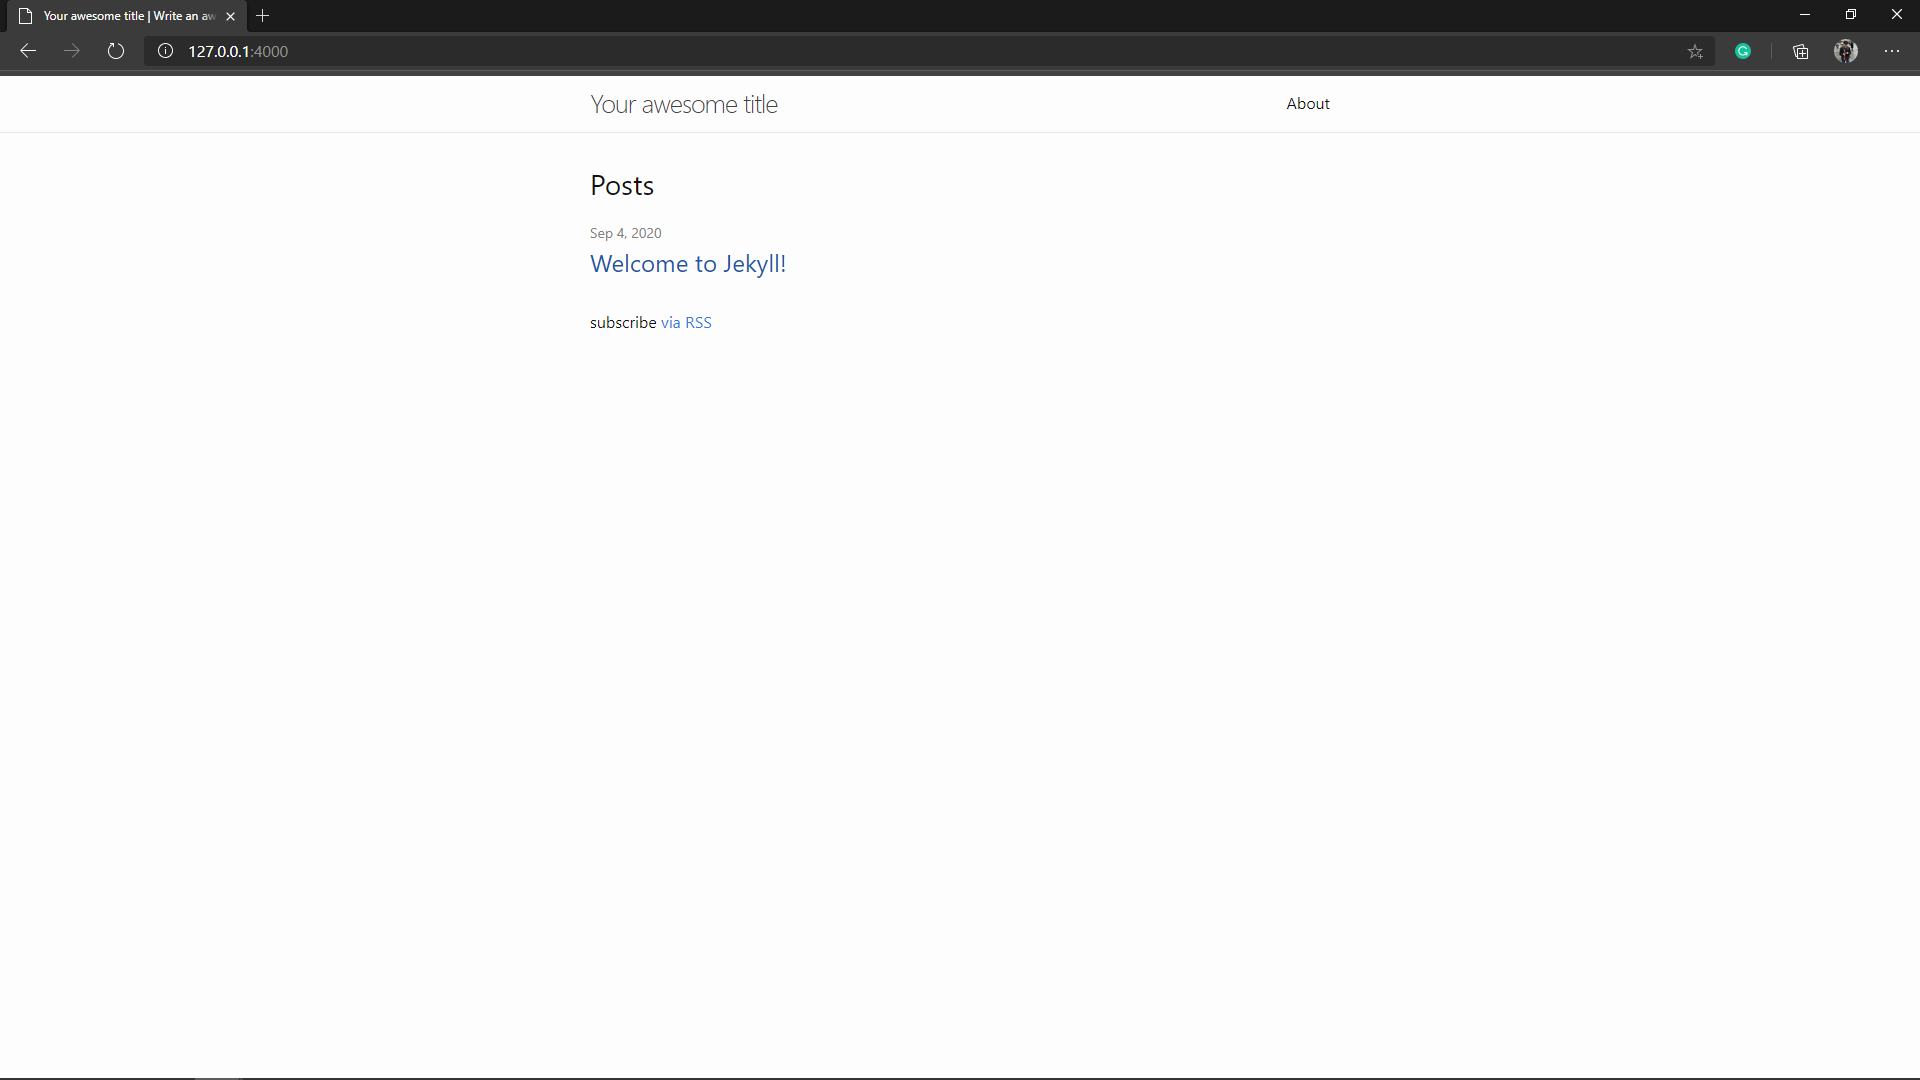 Your awesome title | Write an aw
127.0.0.1:4000
G
Your awesome title
About
Posts
Sep 4, 2020
Welcome to Jekyll!
subscribe via RSS